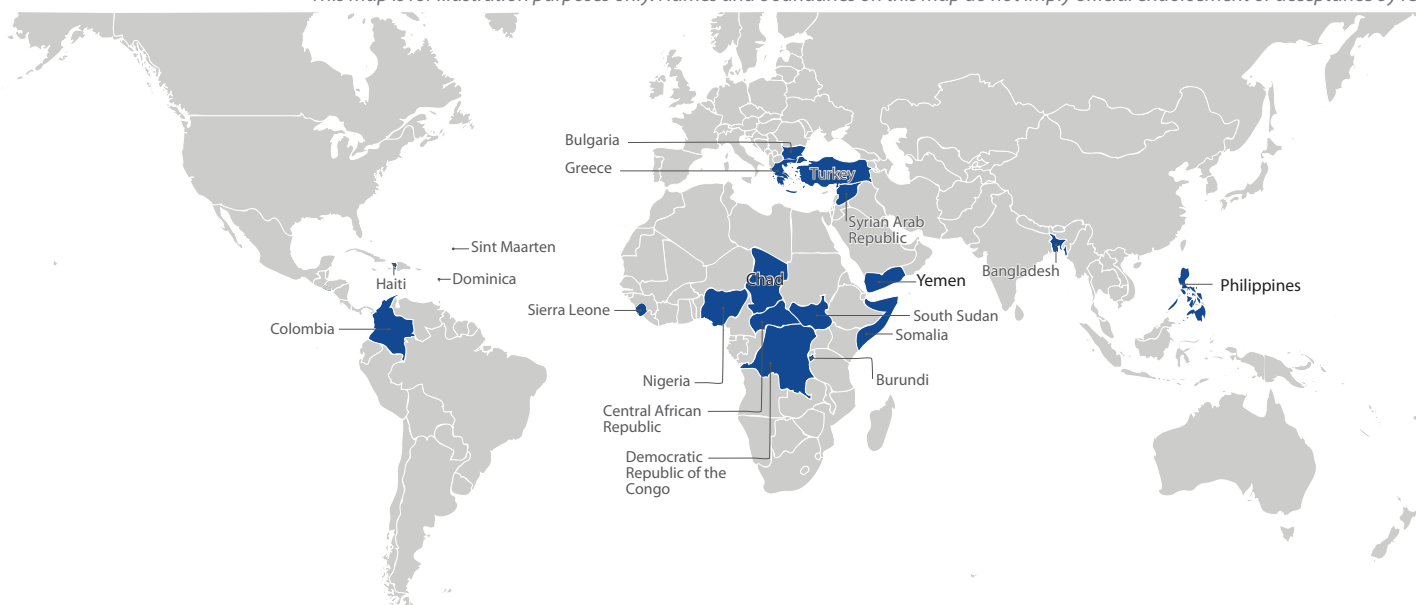 This map is for illustration purposes only. Names and boundaries on this map do not imply official endorsement or acceptance by
Bulgaria
Greece
Turkey
Syrian Arab
Republic
Sint Maarten
Dominica
Haiti
Colombia
Sierra Leone
Chad
Yemen
Bangladesh
Philippines
South Sudan
Somalia
Burundi
Nigeria
Central African
Republic
Democratic
Republic of the
Congo